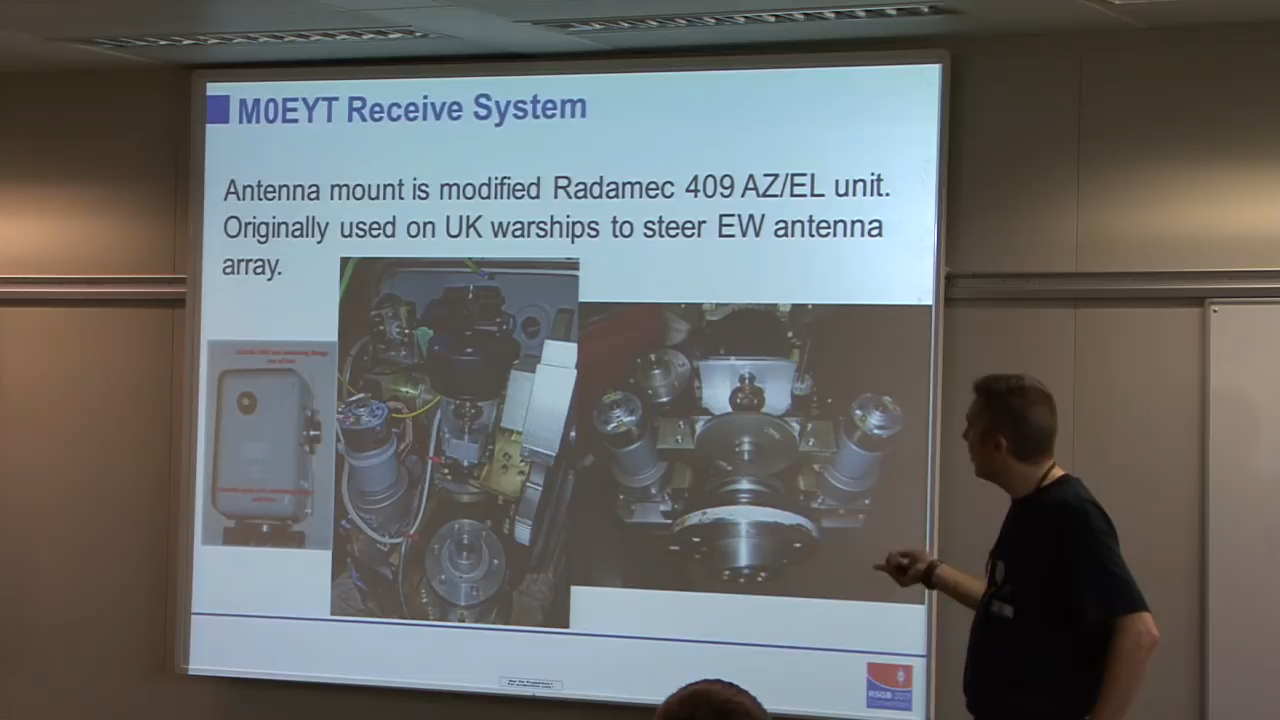 M0EYT Receive System
Antenna mount is modified Radamec 409 AZ/EL unit.
Originally used on UK warships to steer EW antenna
array.
RSGB
Convention